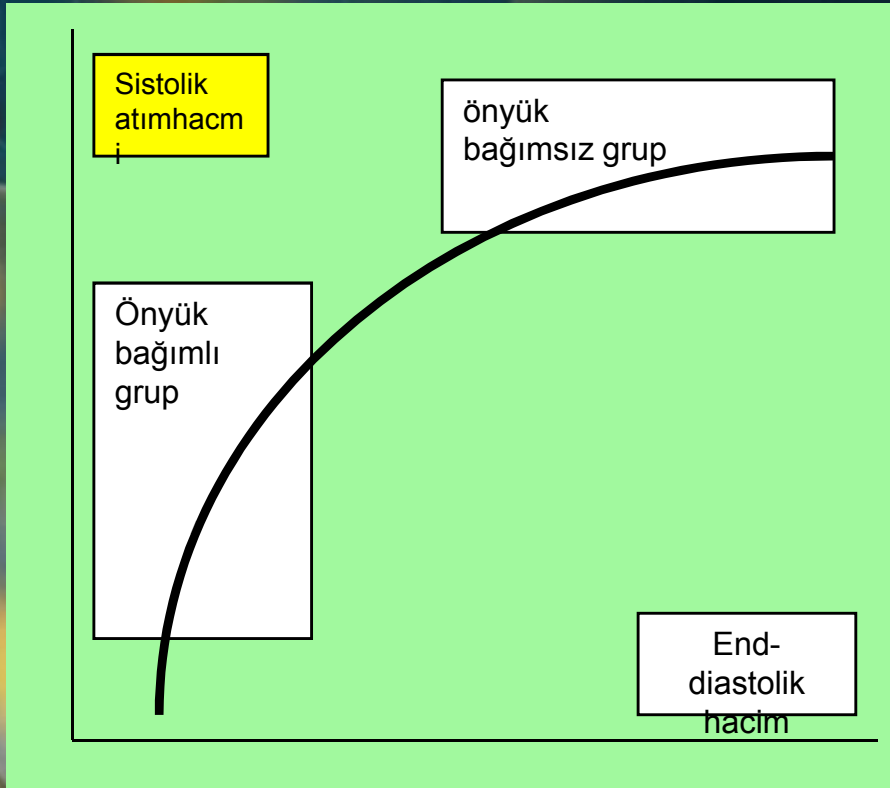 Sistolik
atımhacm
i
önyük
bağımsız grup
Önyük
bağımlı
grup
End-
diastolik
hacim